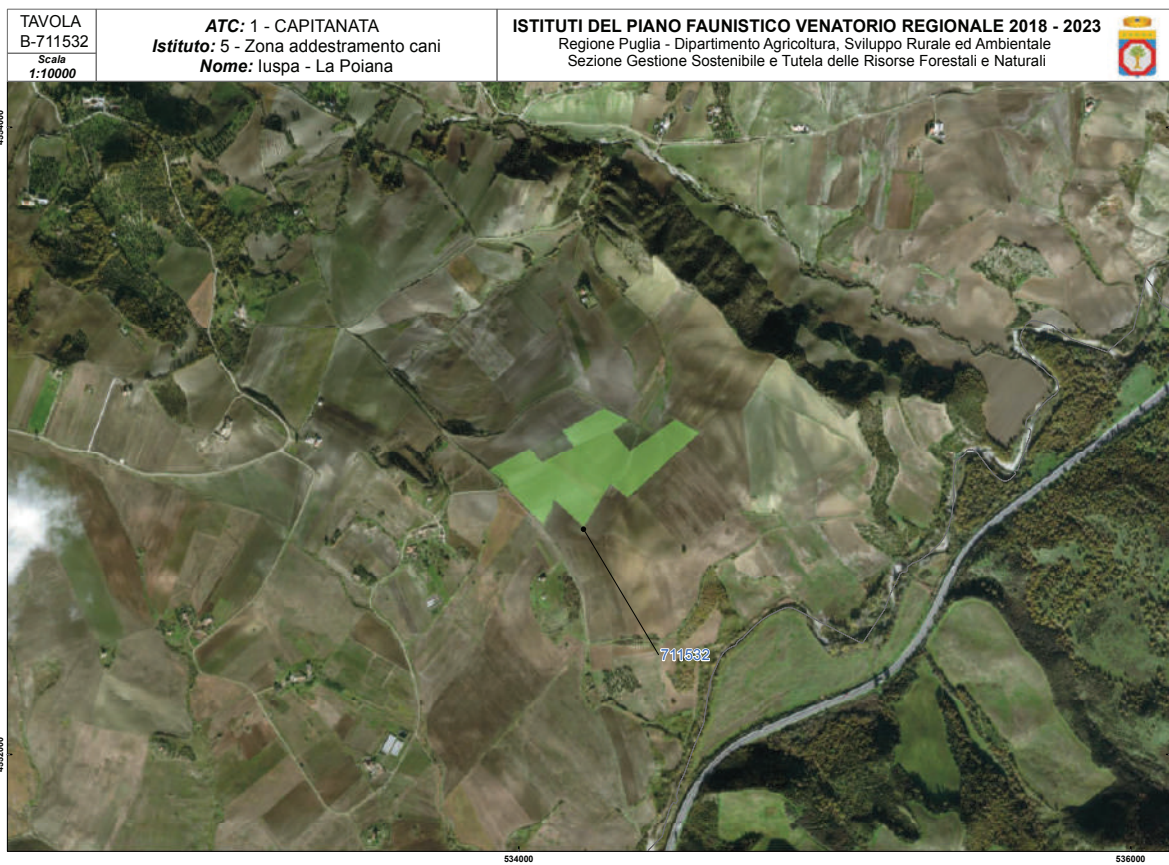 TAVOLA
B-711532
Scala
1:10000
ATC: 1 - CAPITANATA
Istituto: 5 - Zona addestramento cani
Nome: Iuspa - La Poiana
ISTITUTI DEL PIANO FAUNISTICO VENATORIO REGIONALE 2018 - 2023
Regione Puglia - Dipartimento Agricoltura, Sviluppo Rurale ed Ambientale
Sezione Gestione Sostenibile e Tutela delle Risorse Forestali e Naturali
711532
534000
536000